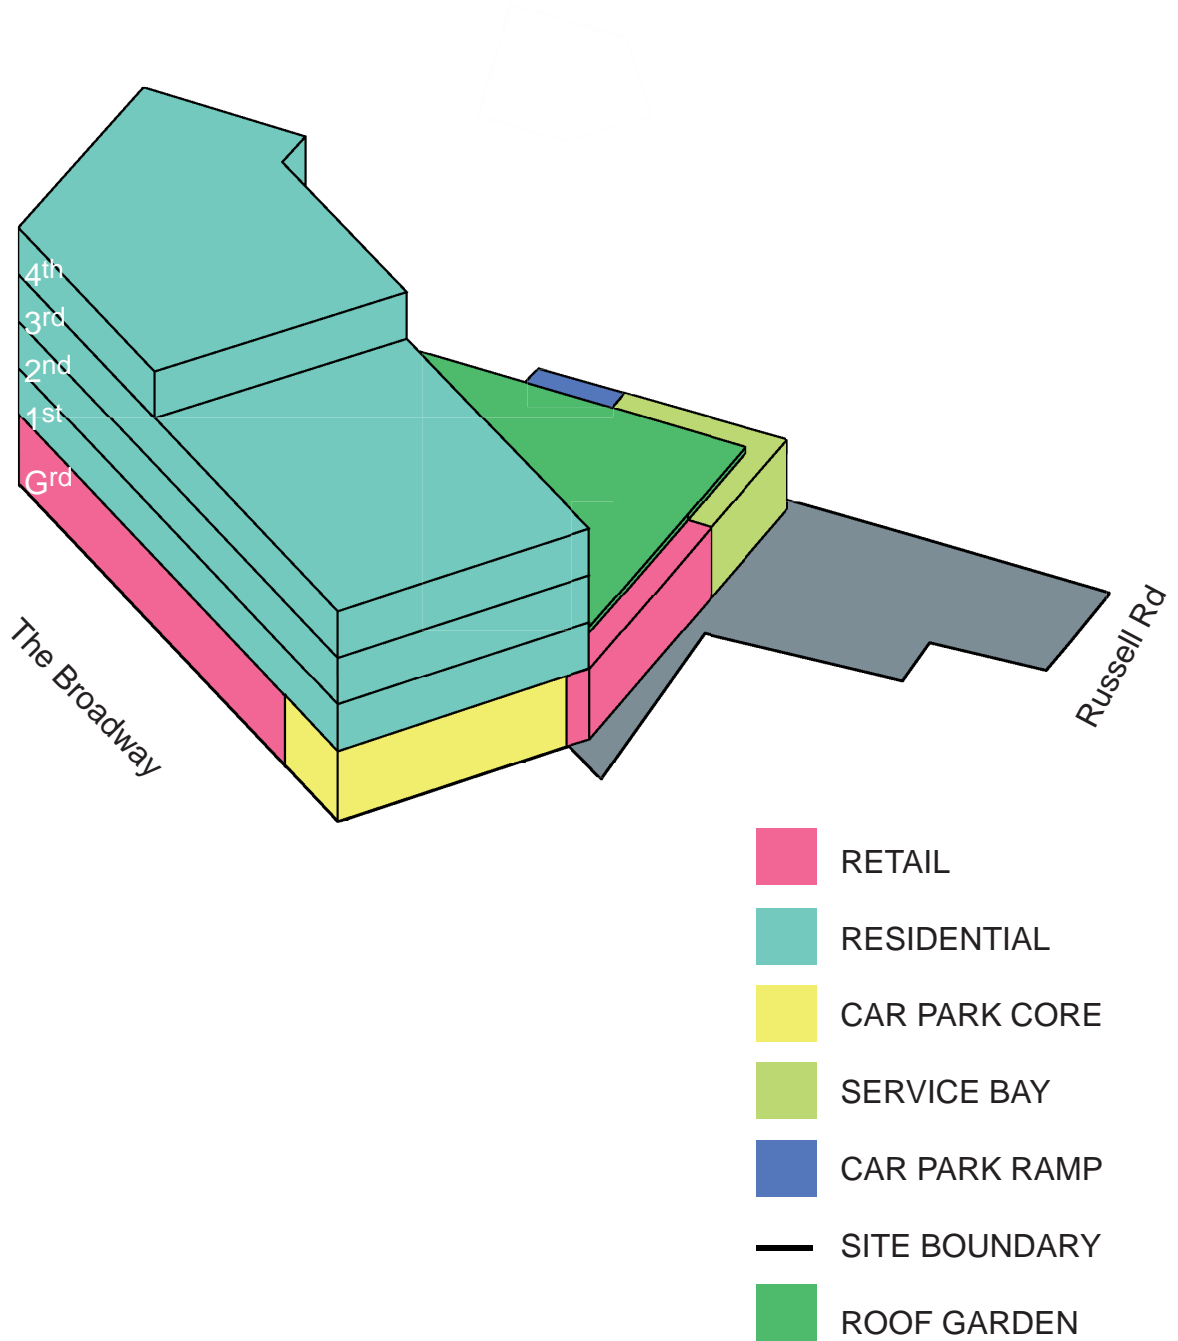 4th
3rd
2nd
1st
Grd
The Broadway
Russell Rd
RETAIL
RESIDENTIAL
CAR PARK CORE
SERVICE BAY
CAR PARK RAMP
SITE BOUNDARY
ROOF GARDEN